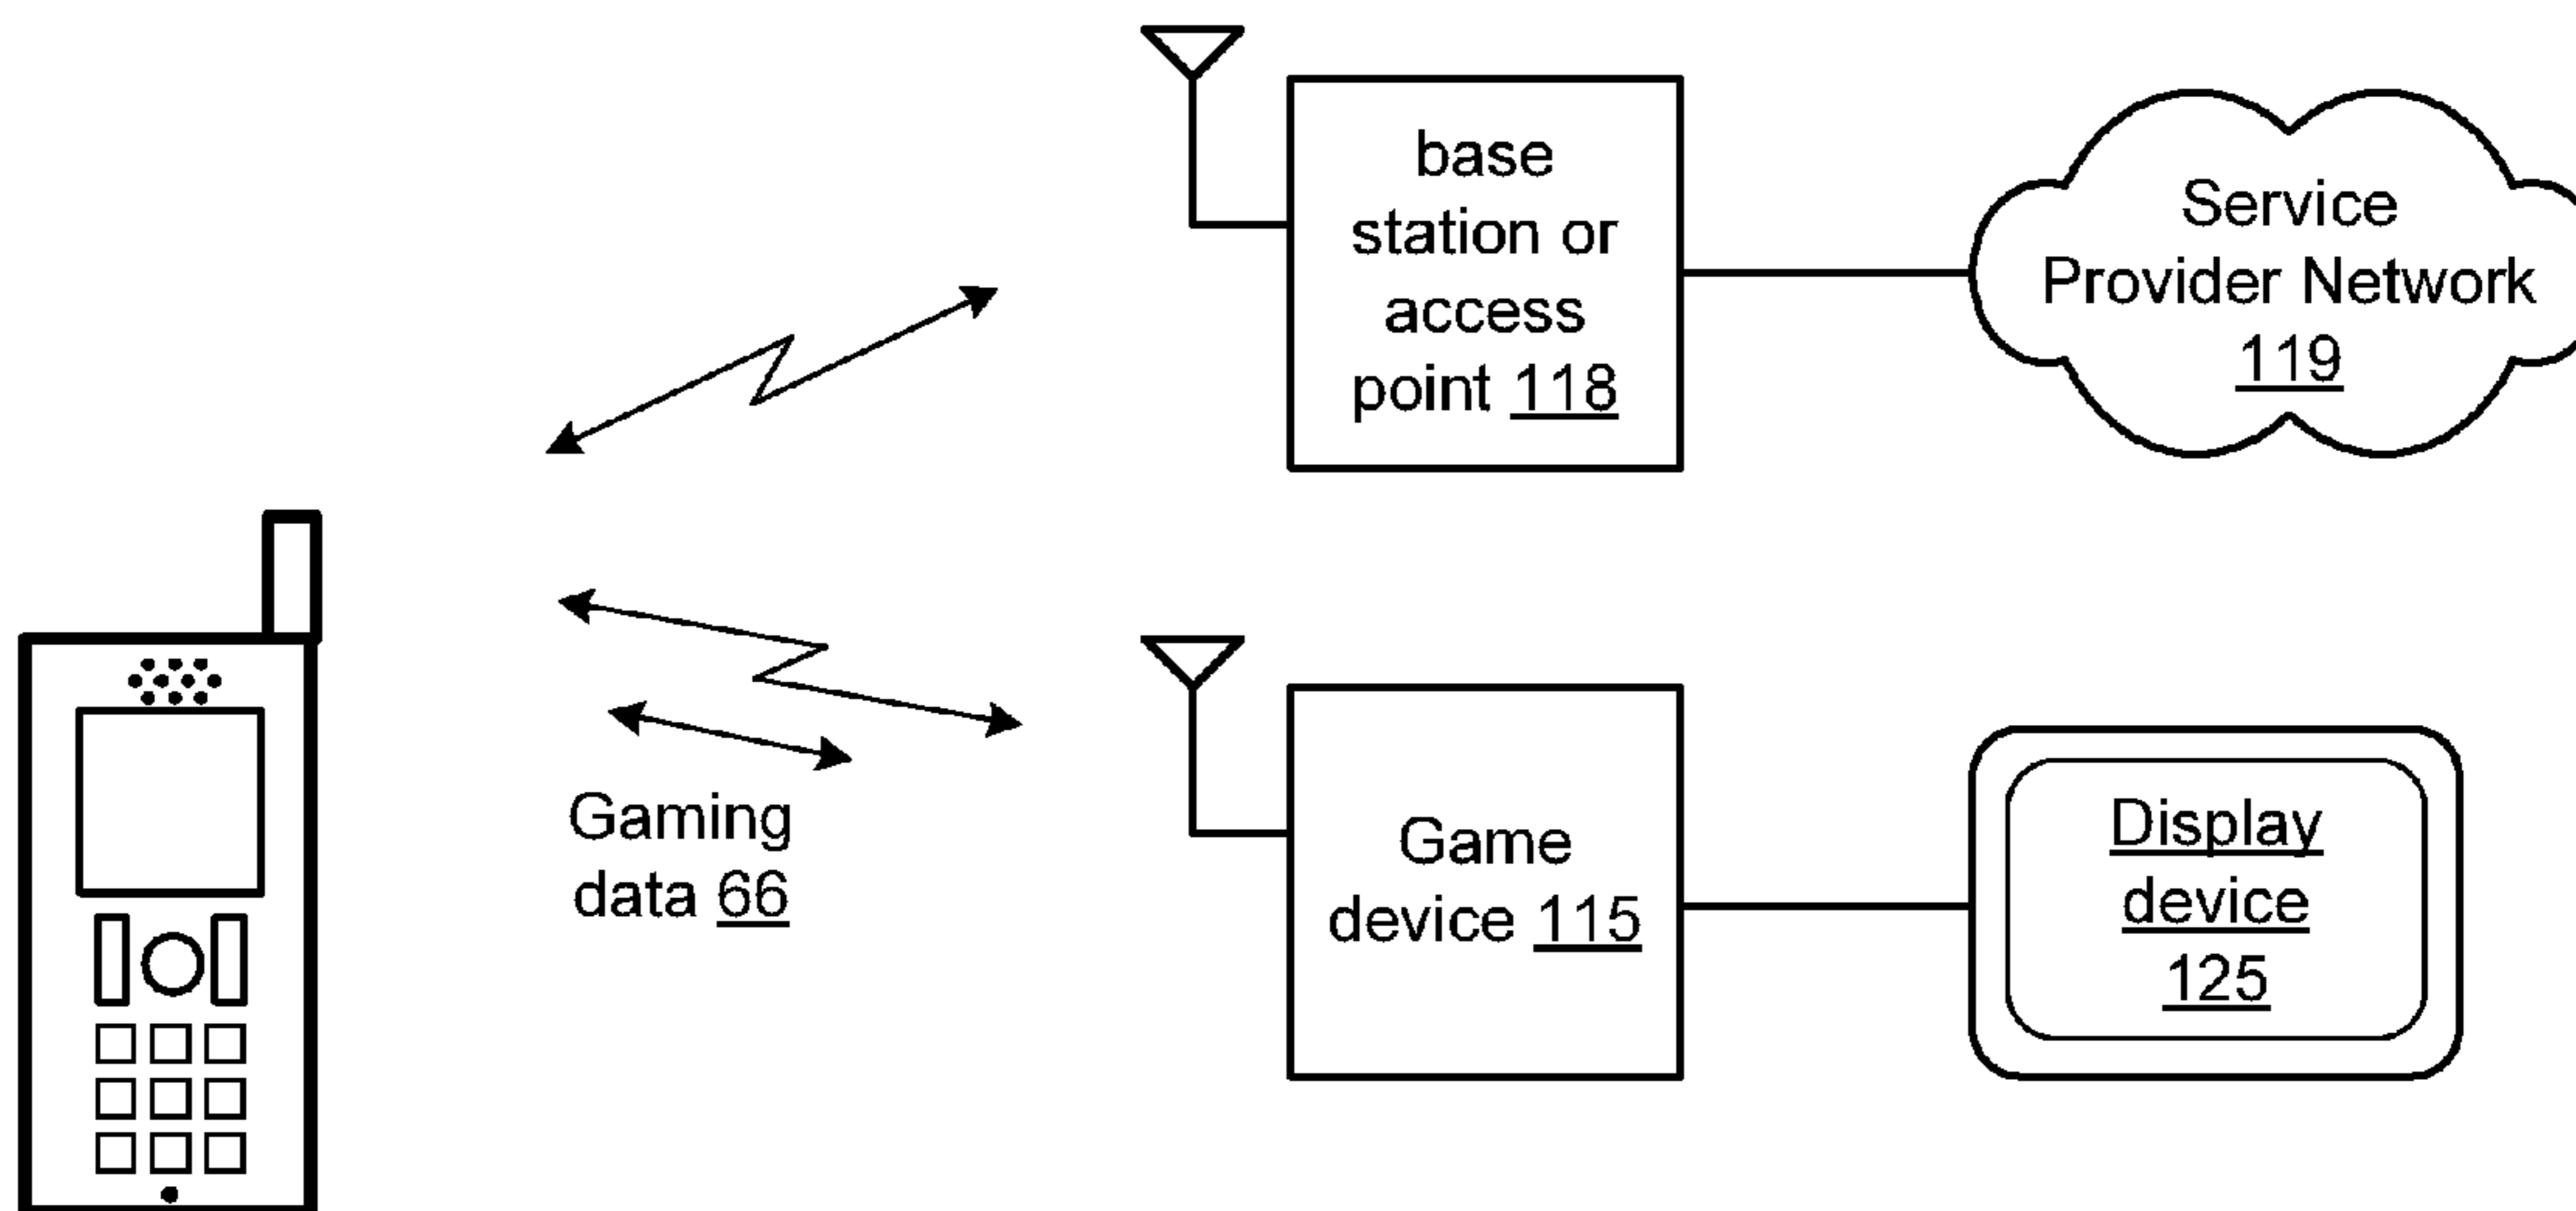 base
station or
access
point 118
Service
Provider Network
119
Gaming
data 66
Game
device 115
Display
device
125